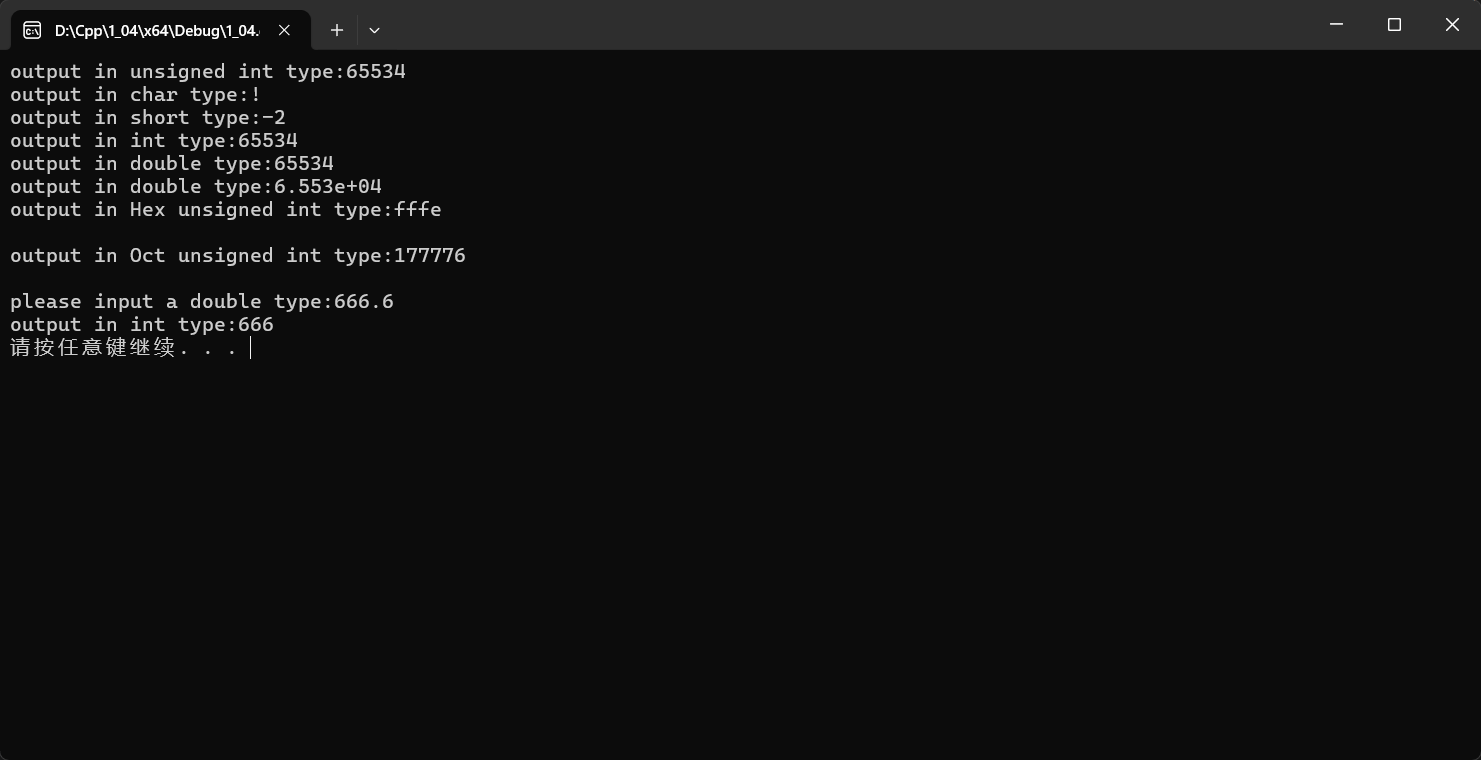 D:\Cpp\1_04\x64\Debug\1_04.
output in unsigned int type:65534
output in char type:!
output in short type:-2
output in int type:65534
output in double type:65534
output in double type:6.553e+04
output in Hex unsigned int type:fffe
output in Oct unsigned int type:177776
please input a double type:666.6
output in int type:666
请按任意键继续. . .